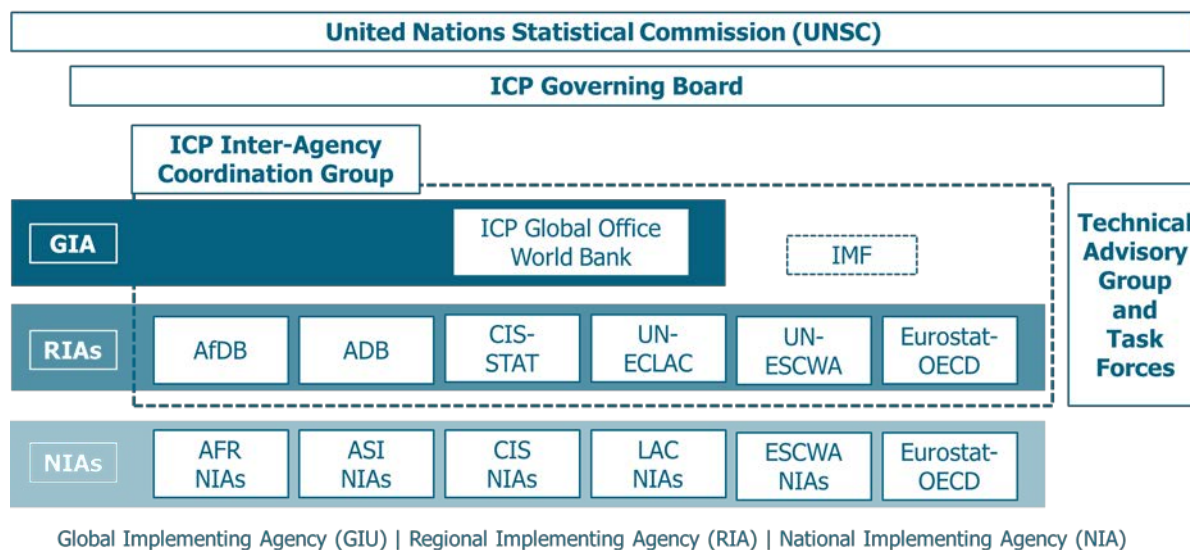 United Nations Statistical Commission (UNSC)
ICP Governing Board
ICP Inter-Agency
Coordination Group
GIA
ICP Global Office
World Bank
IMF
Technical
Advisory
Group
and
Task
Forces
RIAs
AfDB
ADB
CIS-
STAT
UN-
ECLAC
UN-
ESCWA
Eurostat-
OECD
NIAs
AFR
NIAs
ASI
NIAs
CIS
NIAs
LAC
NIAs
ESCWA
NIAs
Eurostat-
OECD
Global Implementing Agency (GIU) | Regional Implementing Agency (RIA) | National Implementing Agency (NIA)